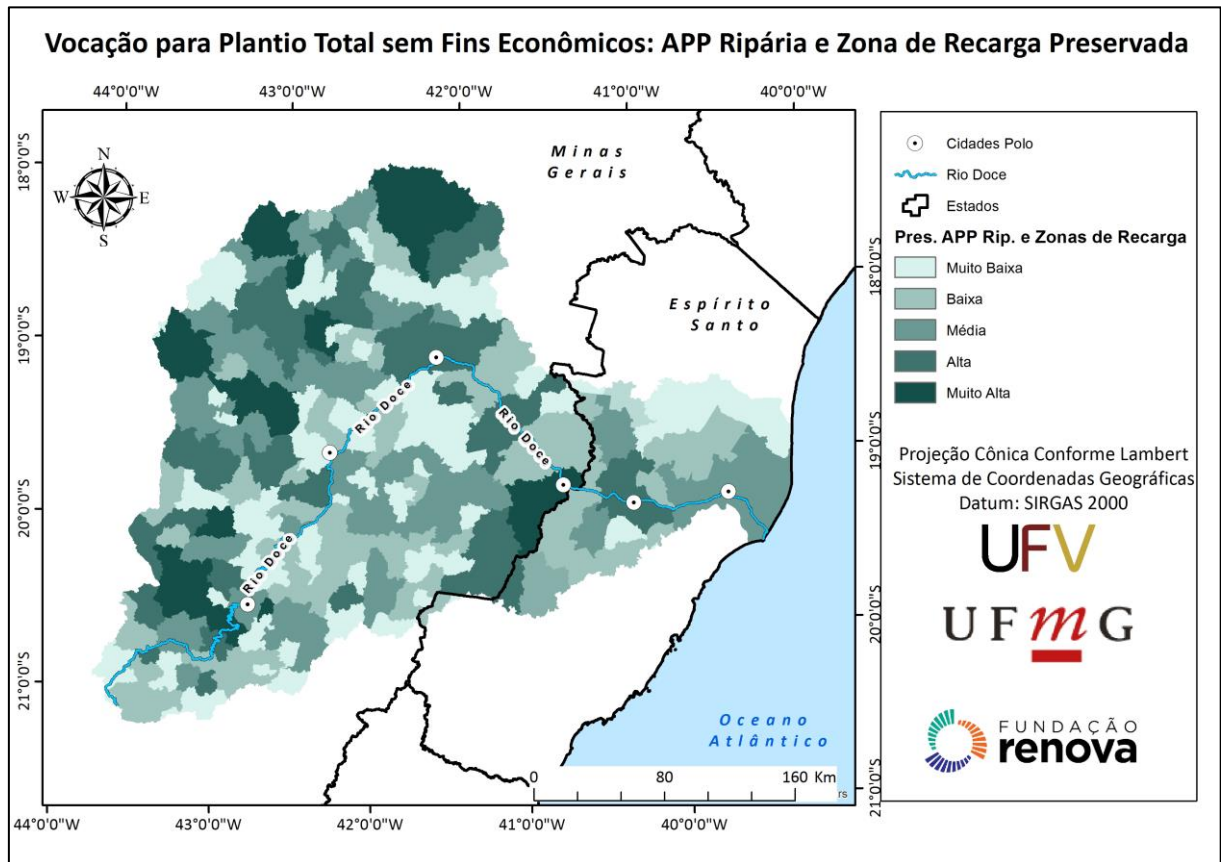 Vocação para Plantio Total sem Fins Econômicos: APP Ripária e Zona de Recarga Preservada
44°0'0"W 43°0'0"W 42°0'0"W 41°0'0"W 40°0'0"W
18°0'0"S
19°0'0"S
20°0'0"S
21°0'0"S
N
W E
S
Minas
Gerais
Espírito
Santo
Rio Doce
Rio Doce
Rio Doce
Oceano
Atlântico
0 80 160 Km
rs
18°0'0"S
19°0'0"S
20°0'0"S
21°0'0"S
44°0'0"W 43°0'0"W 42°0'0"W 41°0'0"W 40°0'0"W
Cidades Polo
Rio Doce
Estados
Pres. APP Rip. e Zonas de Recarga
Muito Baixa
Baixa
Média
Alta
Muito Alta
Projeção Cônica Conforme Lambert
Sistema de Coordenadas Geográficas
Datum: SIRGAS 2000
UFV
UFmG
FUNDAÇÃO
renova